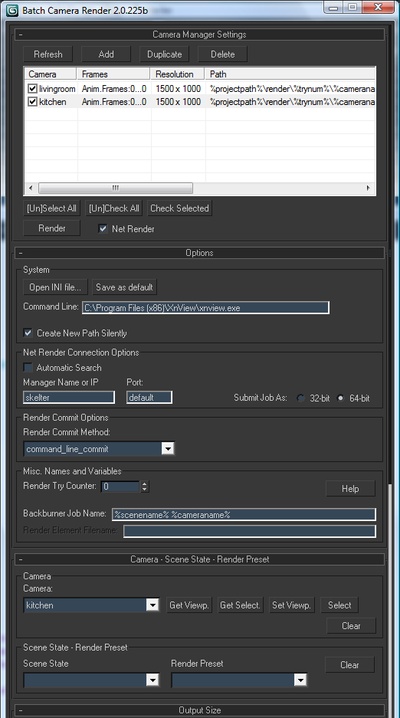 Batch Camera Render 2.0.225b
Camera Manager Settings
Refresh Add Duplicate Delete
Camera Frames Resolution Path
livingroom Anim.Frames:0...0 1500 x 1000 %projectpath%\render\%trynum%\%camerana
kitchen Anim.Frames:0...0 1500 x 1000 %projectpath%\render\%trynum%\%camerana
[Un]Select All [Un]Check All Check Selected
Render Net Render
Options
System
Open INI file... Save as default
Command Line: C:\Program Files (x86)\XnView\xnview.exe
Create New Path Silently
Net Render Connection Options
Automatic Search
Manager Name or IP Port:
skelter default Submit Job As: 32-bit 64-bit
Render Commit Options
Render Commit Method:
command_line_commit
Misc. Names and Variables
Render Try Counter: 0 Help
Backburner Job Name: %scenename% %cameraname%
Render Element Filename:
Camera - Scene State - Render Preset
Camera
Camera:
kitchen Get Viewp. Get Select. Set Viewp. Select
Clear
Scene State - Render Preset
Scene State Render Preset Clear
Output Size